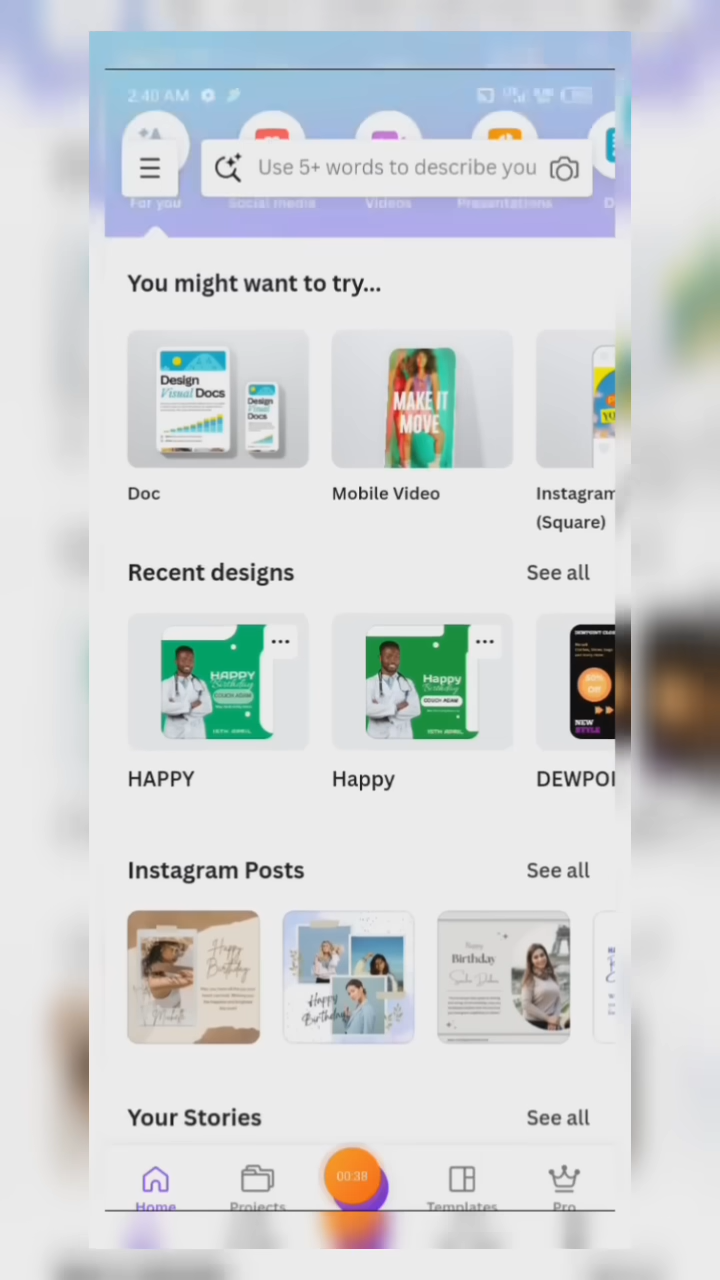 2:40 AM
Use 5+ words to describe you
For you
Social media
Videos
Presentations
You might want to try...
Design
Visual Docs
Design
Visual
Docs
MAKE IT
MOVE
Doc
Mobile Video
Instagram
(Square)
Recent designs
See all
HAPPY
Birthday
COUCH ADAM
Happy
Birthday
COUCH ADAM
NEW
STYLE
HAPPY
Happy
DEWPOI
Instagram Posts
See all
Happy
Birthday
Happy
Birthday
Happy
Birthday
Your Stories
See all
00:38
Home
Projects
Templates
Pro